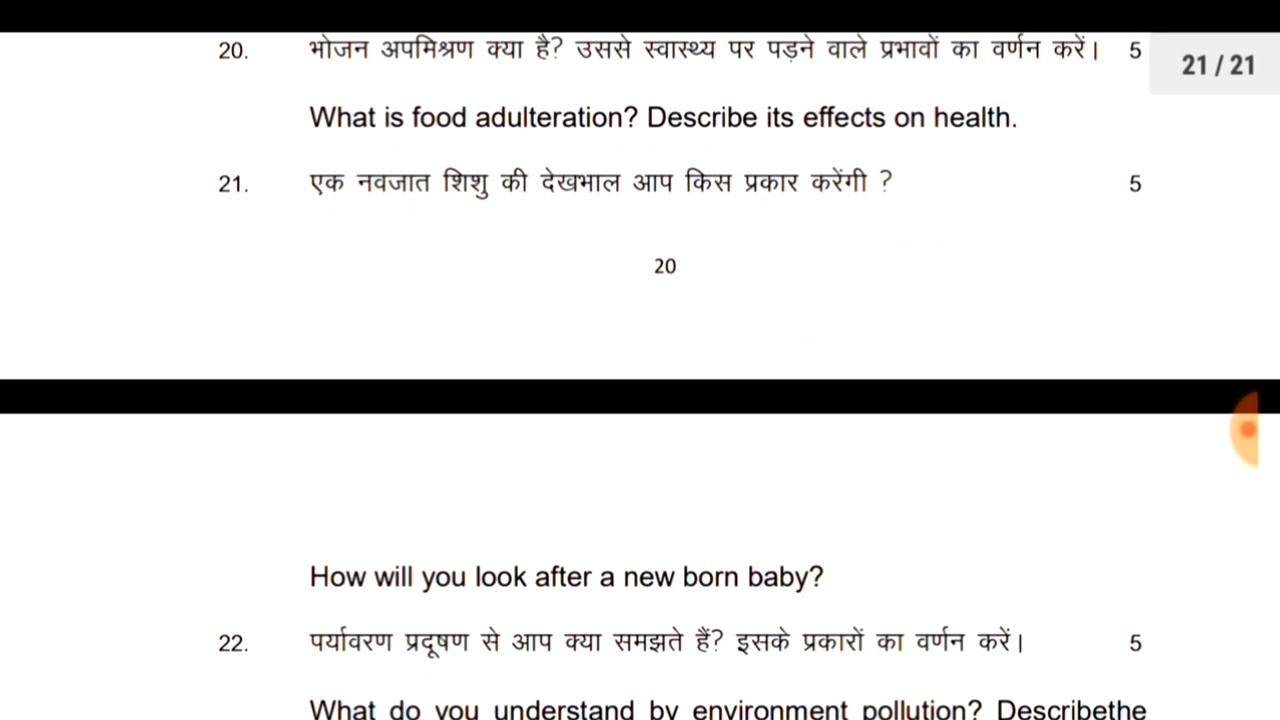 20. भोजन अपमिश्रण क्या है? उससे स्वास्थ्य पर पड़ने वाले प्रभावों का वर्णन करें। 5
21 / 21
What is food adulteration? Describe its effects on health.
21. एक नवजात शिशु की देखभाल आप किस प्रकार करेंगी ? 5
20
How will you look after a new born baby?
22. पर्यावरण प्रदूषण से आप क्या समझते हैं? इसके प्रकारों का वर्णन करें। 5
What do you understand by environment pollution? Describethe